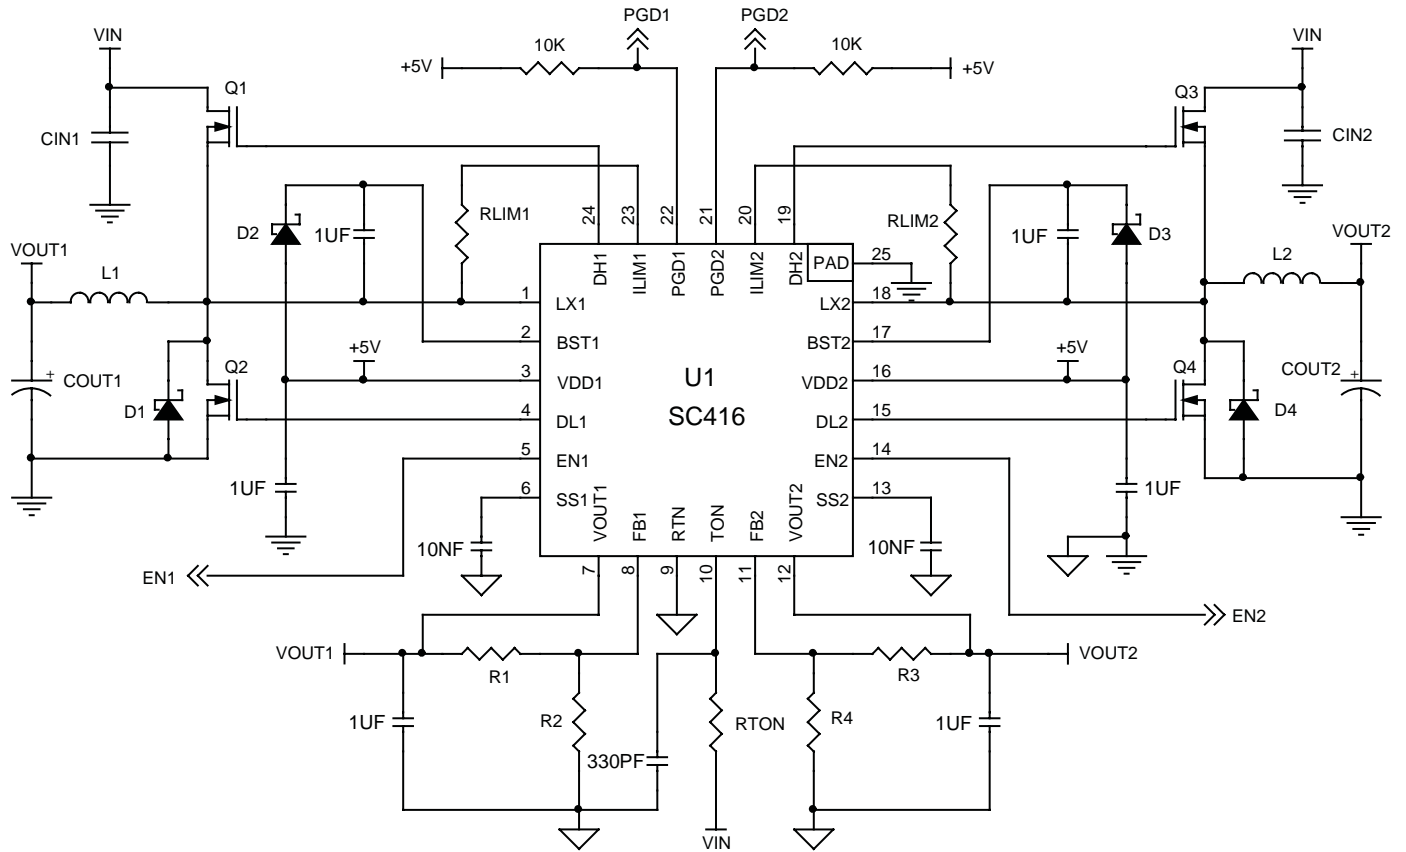 PGD1
PGD2
VIN
VIN
10K
10K
+5V
+5V
Q1
Q3
CIN1
CIN2
RLIM1
RLIM2
24
23
22
21
20
19
D2
1UF
1UF
D3
VOUT1
VOUT2
DH1
ILIM1
PGD1
PGD2
ILIM2
DH2
PAD
25
L1
L2
1
LX1
LX2
18
2
BST1
BST2
17
+5V
+5V
3
VDD1
VDD2
16
U1
SC416
Q2
Q4
+
COUT1
COUT2
+
D1
D4
4
DL1
DL2
15
5
EN1
EN2
14
6
SS1
SS2
13
1UF
1UF
VOUT1
FB1
RTN
TON
FB2
VOUT2
10NF
10NF
7
8
9
10
11
12
EN1
EN2
VOUT1
VOUT2
R1
R3
1UF
R2
330PF
RTON
R4
1UF
VIN